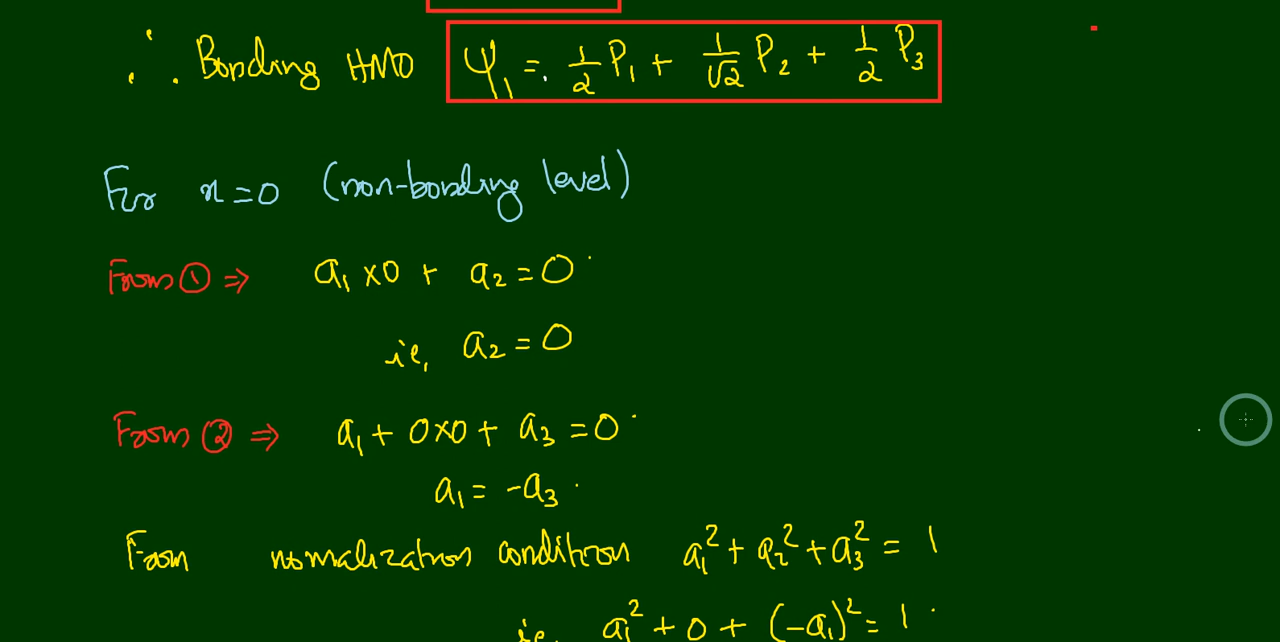 ∴ Bonding HMO ψ₁ = 1/2 P₁ + 1/√2 P₂ + 1/2 P₃
For x=0 (non-bonding level)
From ① ⇒ a₁×0 + a₂ = 0
ie, a₂ = 0
From ② ⇒ a₁ + 0×0 + a₃ = 0
a₁ = -a₃
From nomalization condition a₁² + a₂² + a₃² = 1
ie a₁² + 0 + (-a₁)² = 1